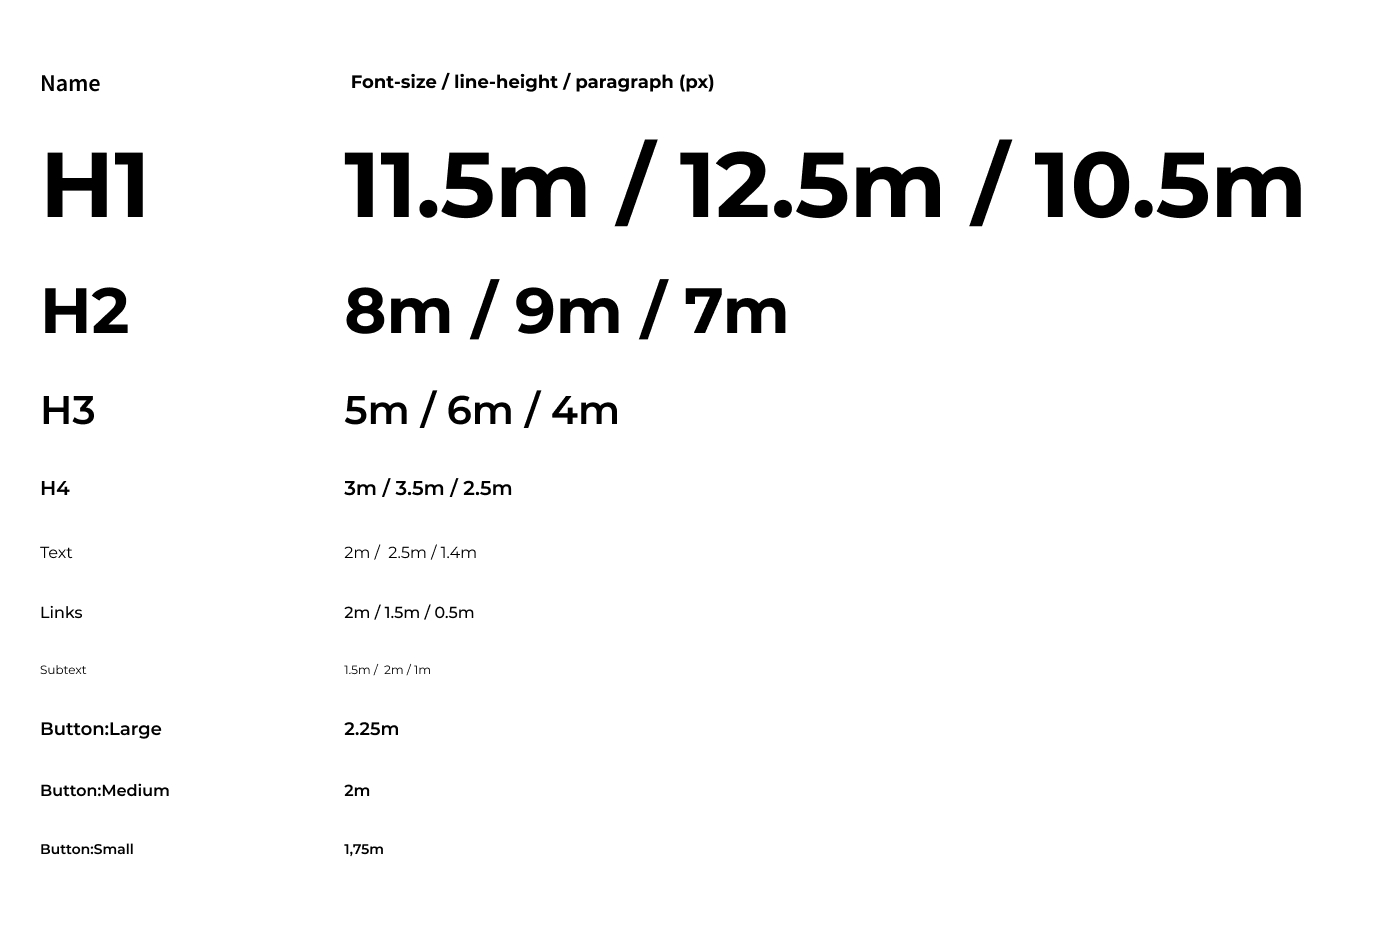 Name Font-size / line-height / paragraph (px)
H1 11.5m / 12.5m / 10.5m
H2 8m / 9m / 7m
H3 5m / 6m / 4m
H4 3m / 3.5m / 2.5m
Text 2m / 2.5m / 1.4m
Links 2m / 1.5m / 0.5m
Subtext 1.5m / 2m / 1m
Button:Large 2.25m
Button:Medium 2m
Button:Small 1,75m